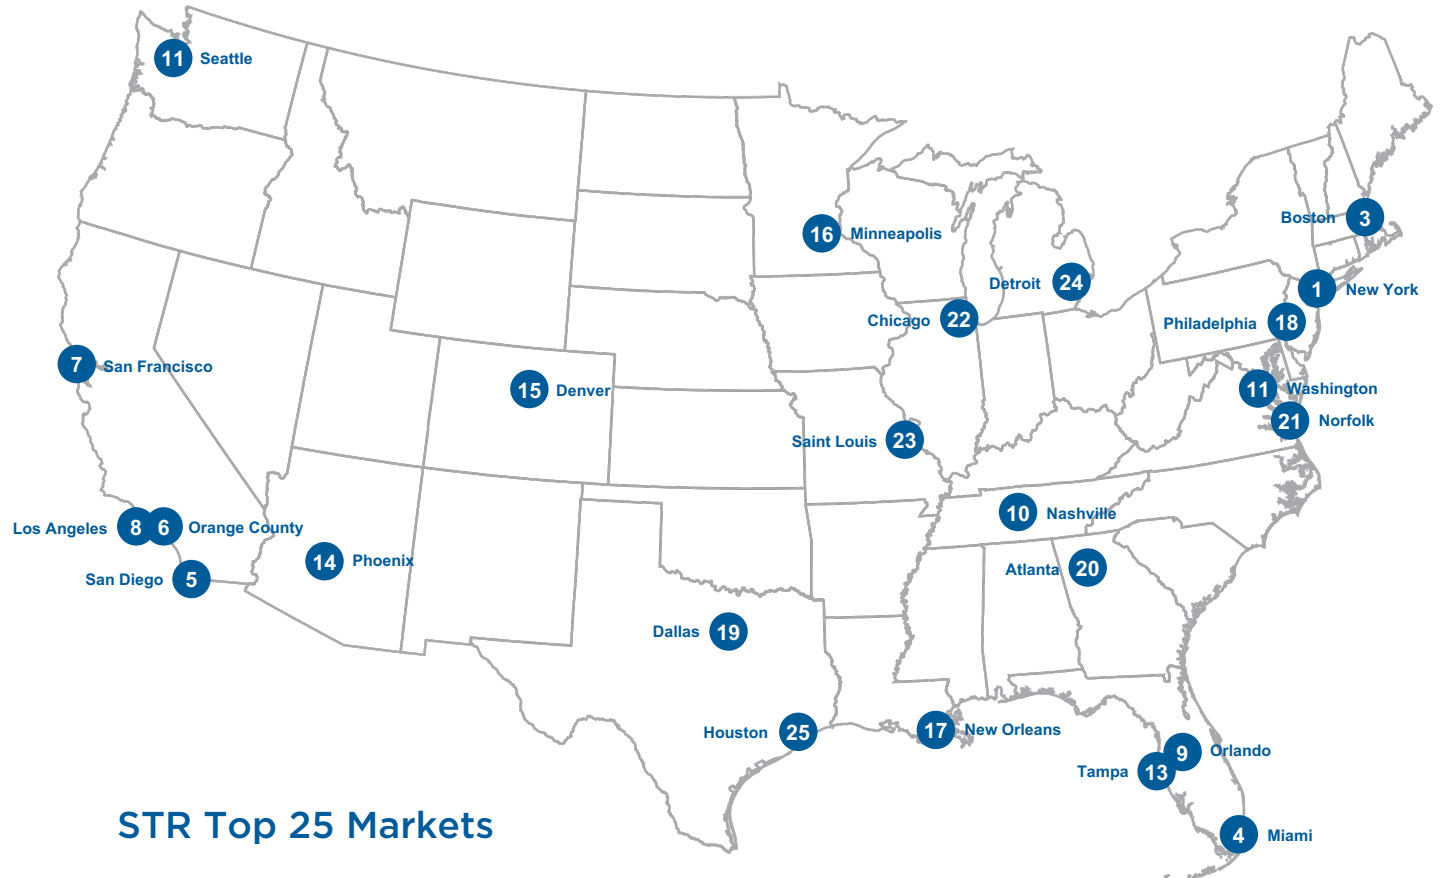 11 Seattle
Boston 3
16 Minneapolis
Detroit 24
1 New York
Chicago 22
Philadelphia 18
7 San Francisco
15 Denver
11 Washington
21 Norfolk
Saint Louis 23
10 Nashville
Los Angeles 8
6 Orange County
14 Phoenix
Atlanta 20
San Diego 5
Dallas 19
Houston 25
17 New Orleans
9 Orlando
Tampa 13
STR Top 25 Markets
4 Miami